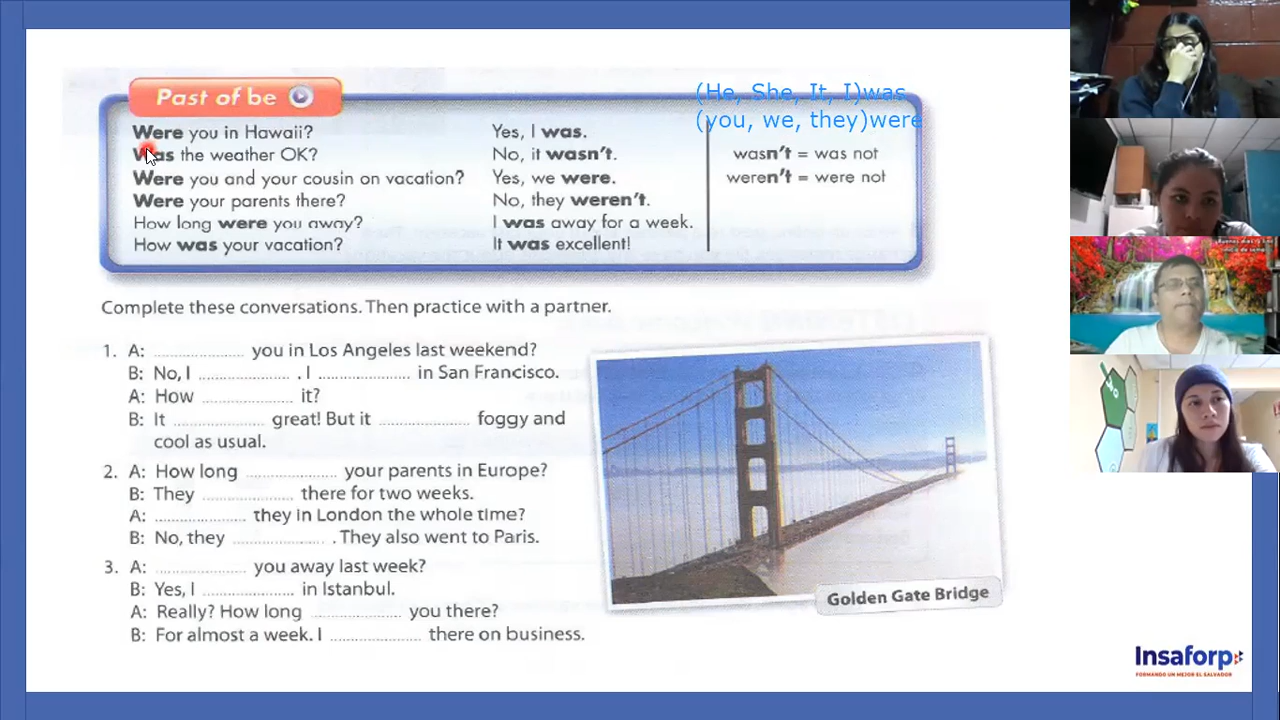 Past of be
(He, She, It, I)was
(you, we, they)were
Were you in Hawaii? Yes, I was.
Was the weather OK? No, it wasn't. wasn't = was not
Were you and your cousin on vacation? Yes, we were. weren't = were not
Were your parents there? No, they weren't.
How long were you away? I was away for a week.
How was your vacation? It was excellent!
Complete these conversations. Then practice with a partner.
1. A: .................... you in Los Angeles last weekend?
B: No, I .................... . I .................... in San Francisco.
A: How .................... it?
B: It .................... great! But it .................... foggy and
cool as usual.
2. A: How long .................... your parents in Europe?
B: They .................... there for two weeks.
A: .................... they in London the whole time?
B: No, they .................... . They also went to Paris.
3. A: .................... you away last week?
B: Yes, I .................... in Istanbul.
A: Really? How long .................... you there?
B: For almost a week. I .................... there on business.
Golden Gate Bridge
Insaforp
FORMANDO UN MEJOR EL SALVADOR